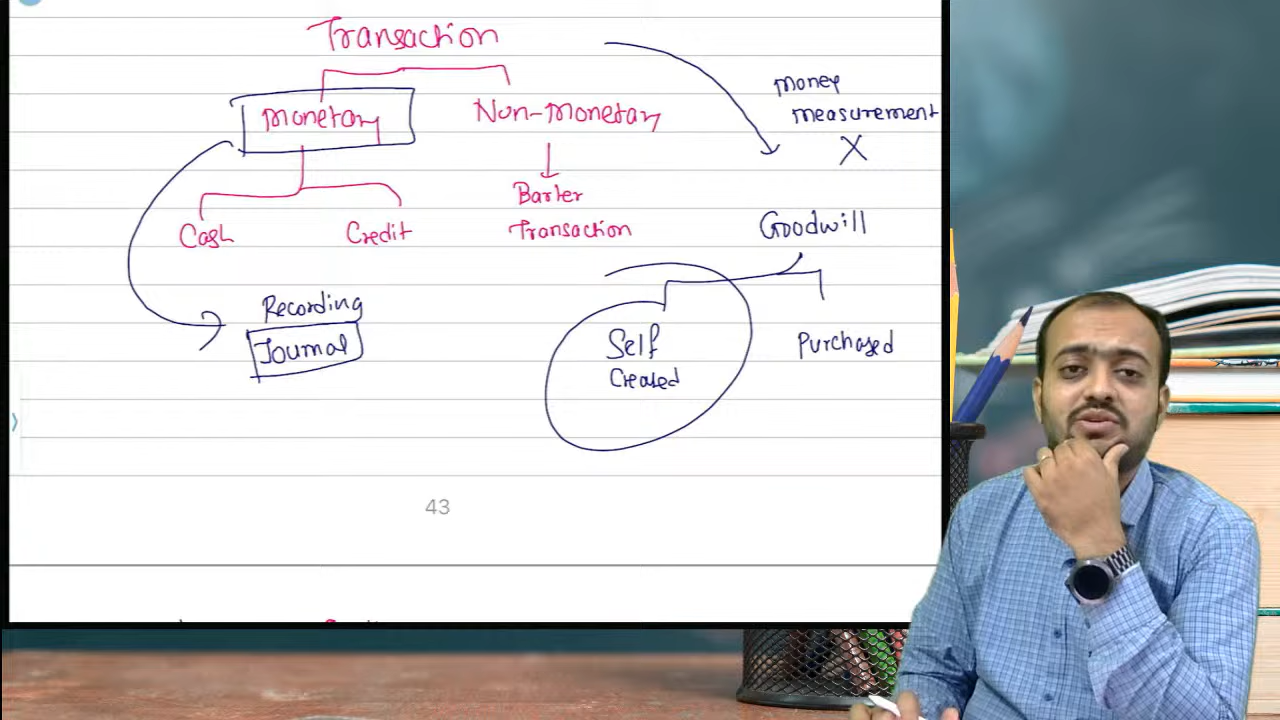 Transaction
Monetary
Non-Monetary
Money
measurement
X
Barter
Transaction
Cash
Credit
Goodwill
Recording
Journal
Self
Created
Purchased
43